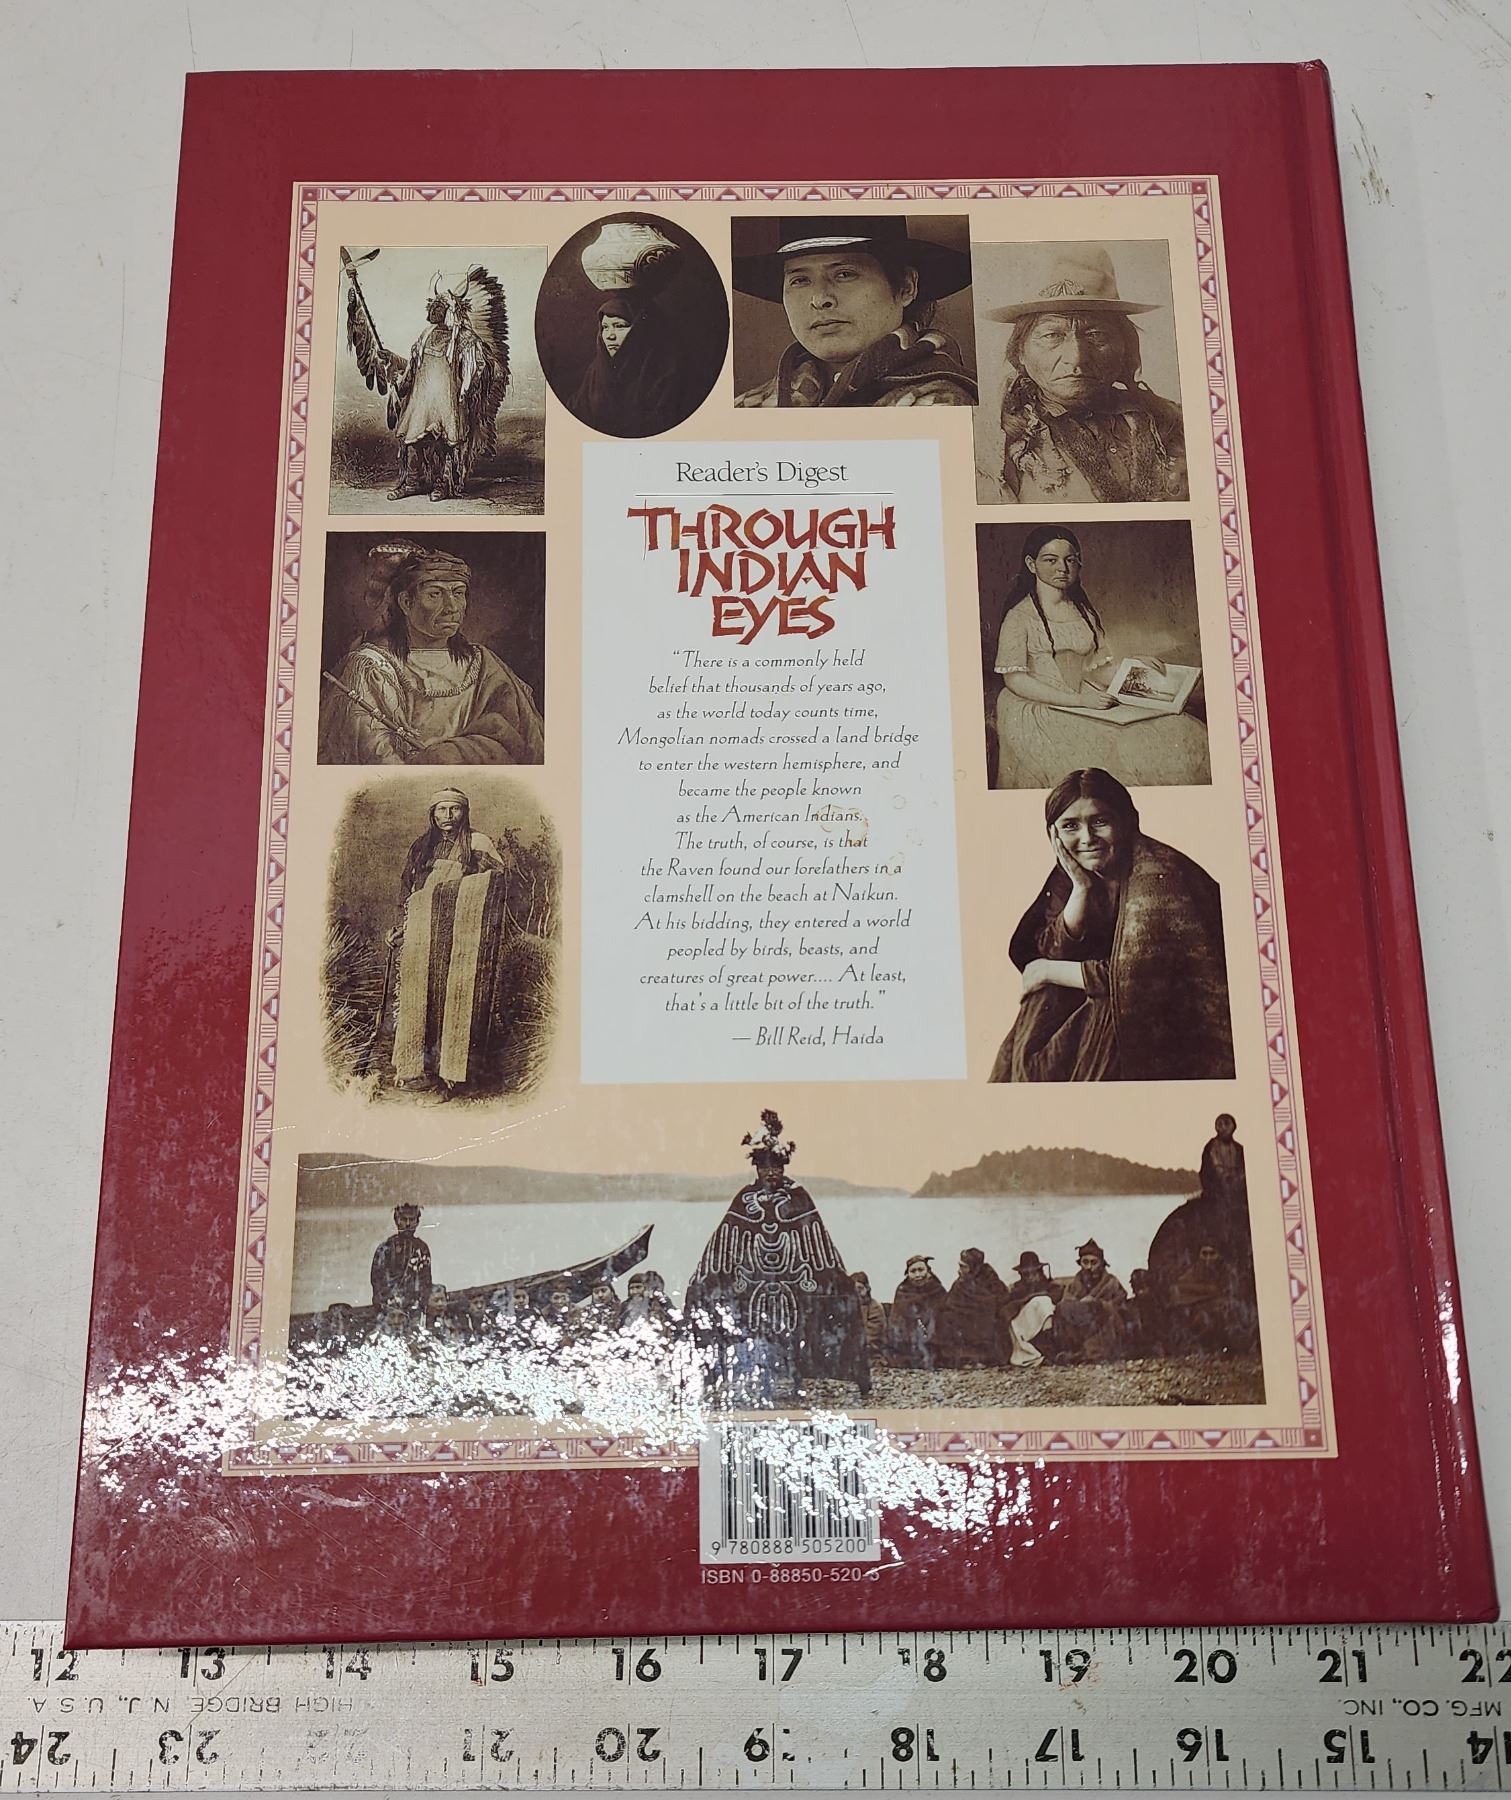 Reader's Digest
THROUGH
INDIAN
EYES
“There is a commonly held
belief that thousands of years ago,
as the world today counts time,
Mongolian nomads crossed a land bridge
to enter the western hemisphere, and
became the people known
as the American Indians.
The truth, of course, is that
the Raven found our forefathers in a
clamshell on the beach at Naikun.
At his bidding, they entered a world
peopled by birds, beasts, and
creatures of great power.... At least,
that's a little bit of the truth.”
— Bill Reid, Haida
9 780888 505200
ISBN 0-88850-520-5
12 13 14 15 16 17 18 19 20 21 22
HIGH BRIDGE N.J., U.S.A. MFG. CO., INC.
24 23 22 21 20 19 18 17 16 15 14